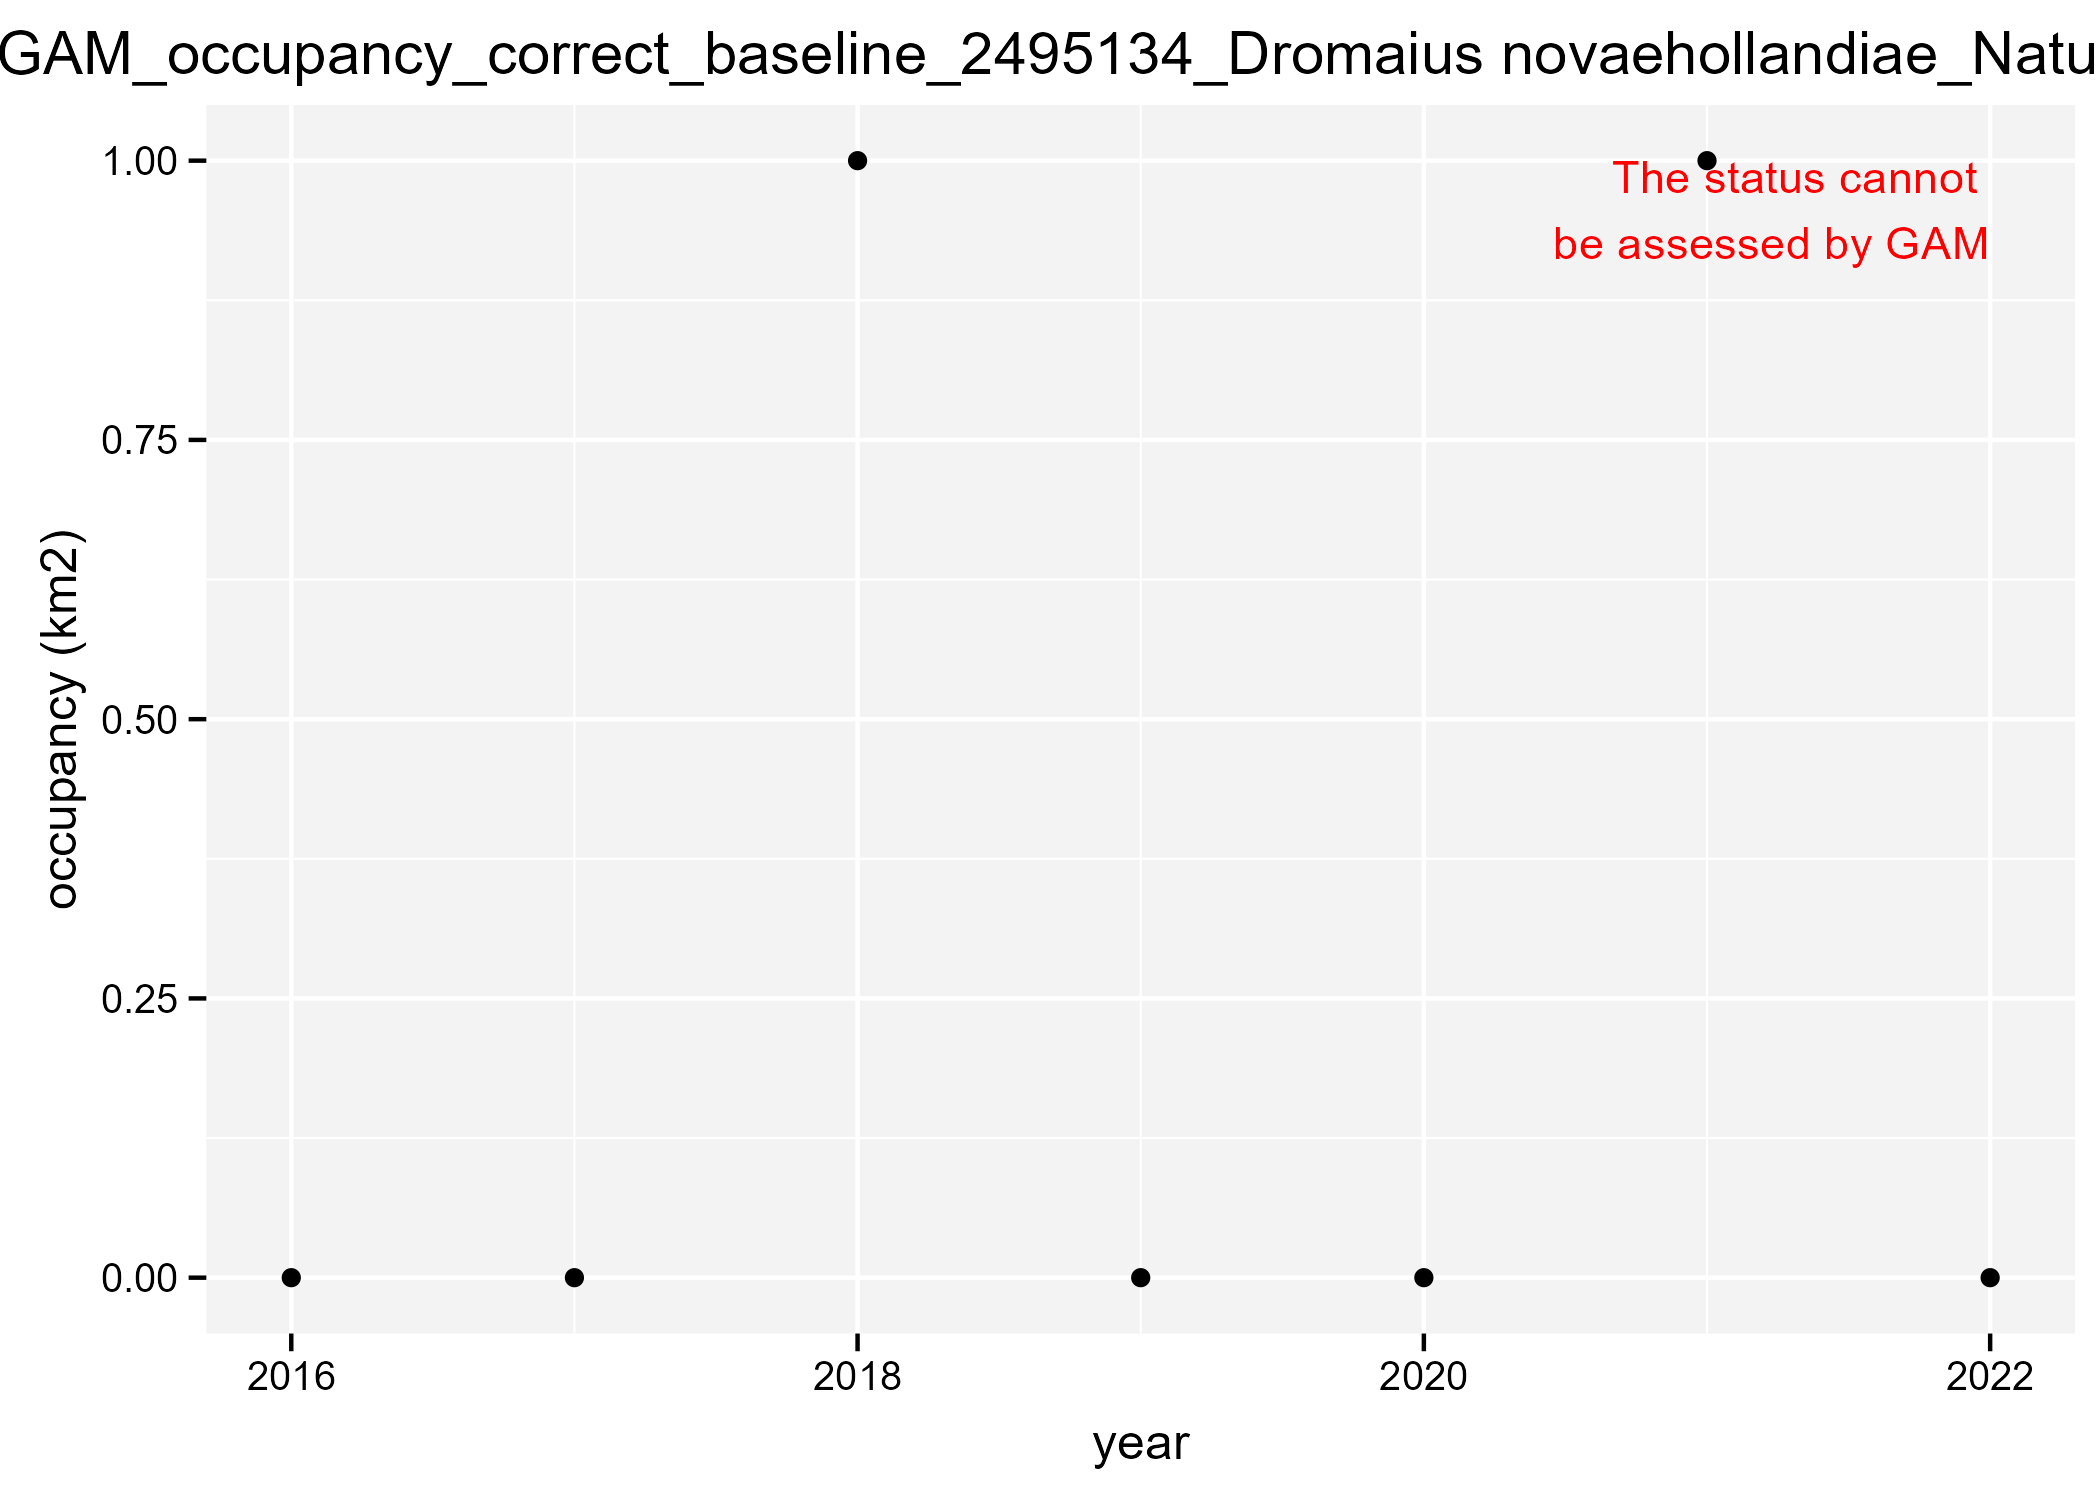 GAM_occupancy_correct_baseline_2495134_Dromaius novaehollandiae_Natu
1.00
The status cannot
be assessed by GAM
0.75
0.50
0.25
0.00
occupancy (km2)
2016 2018 2020 2022
year